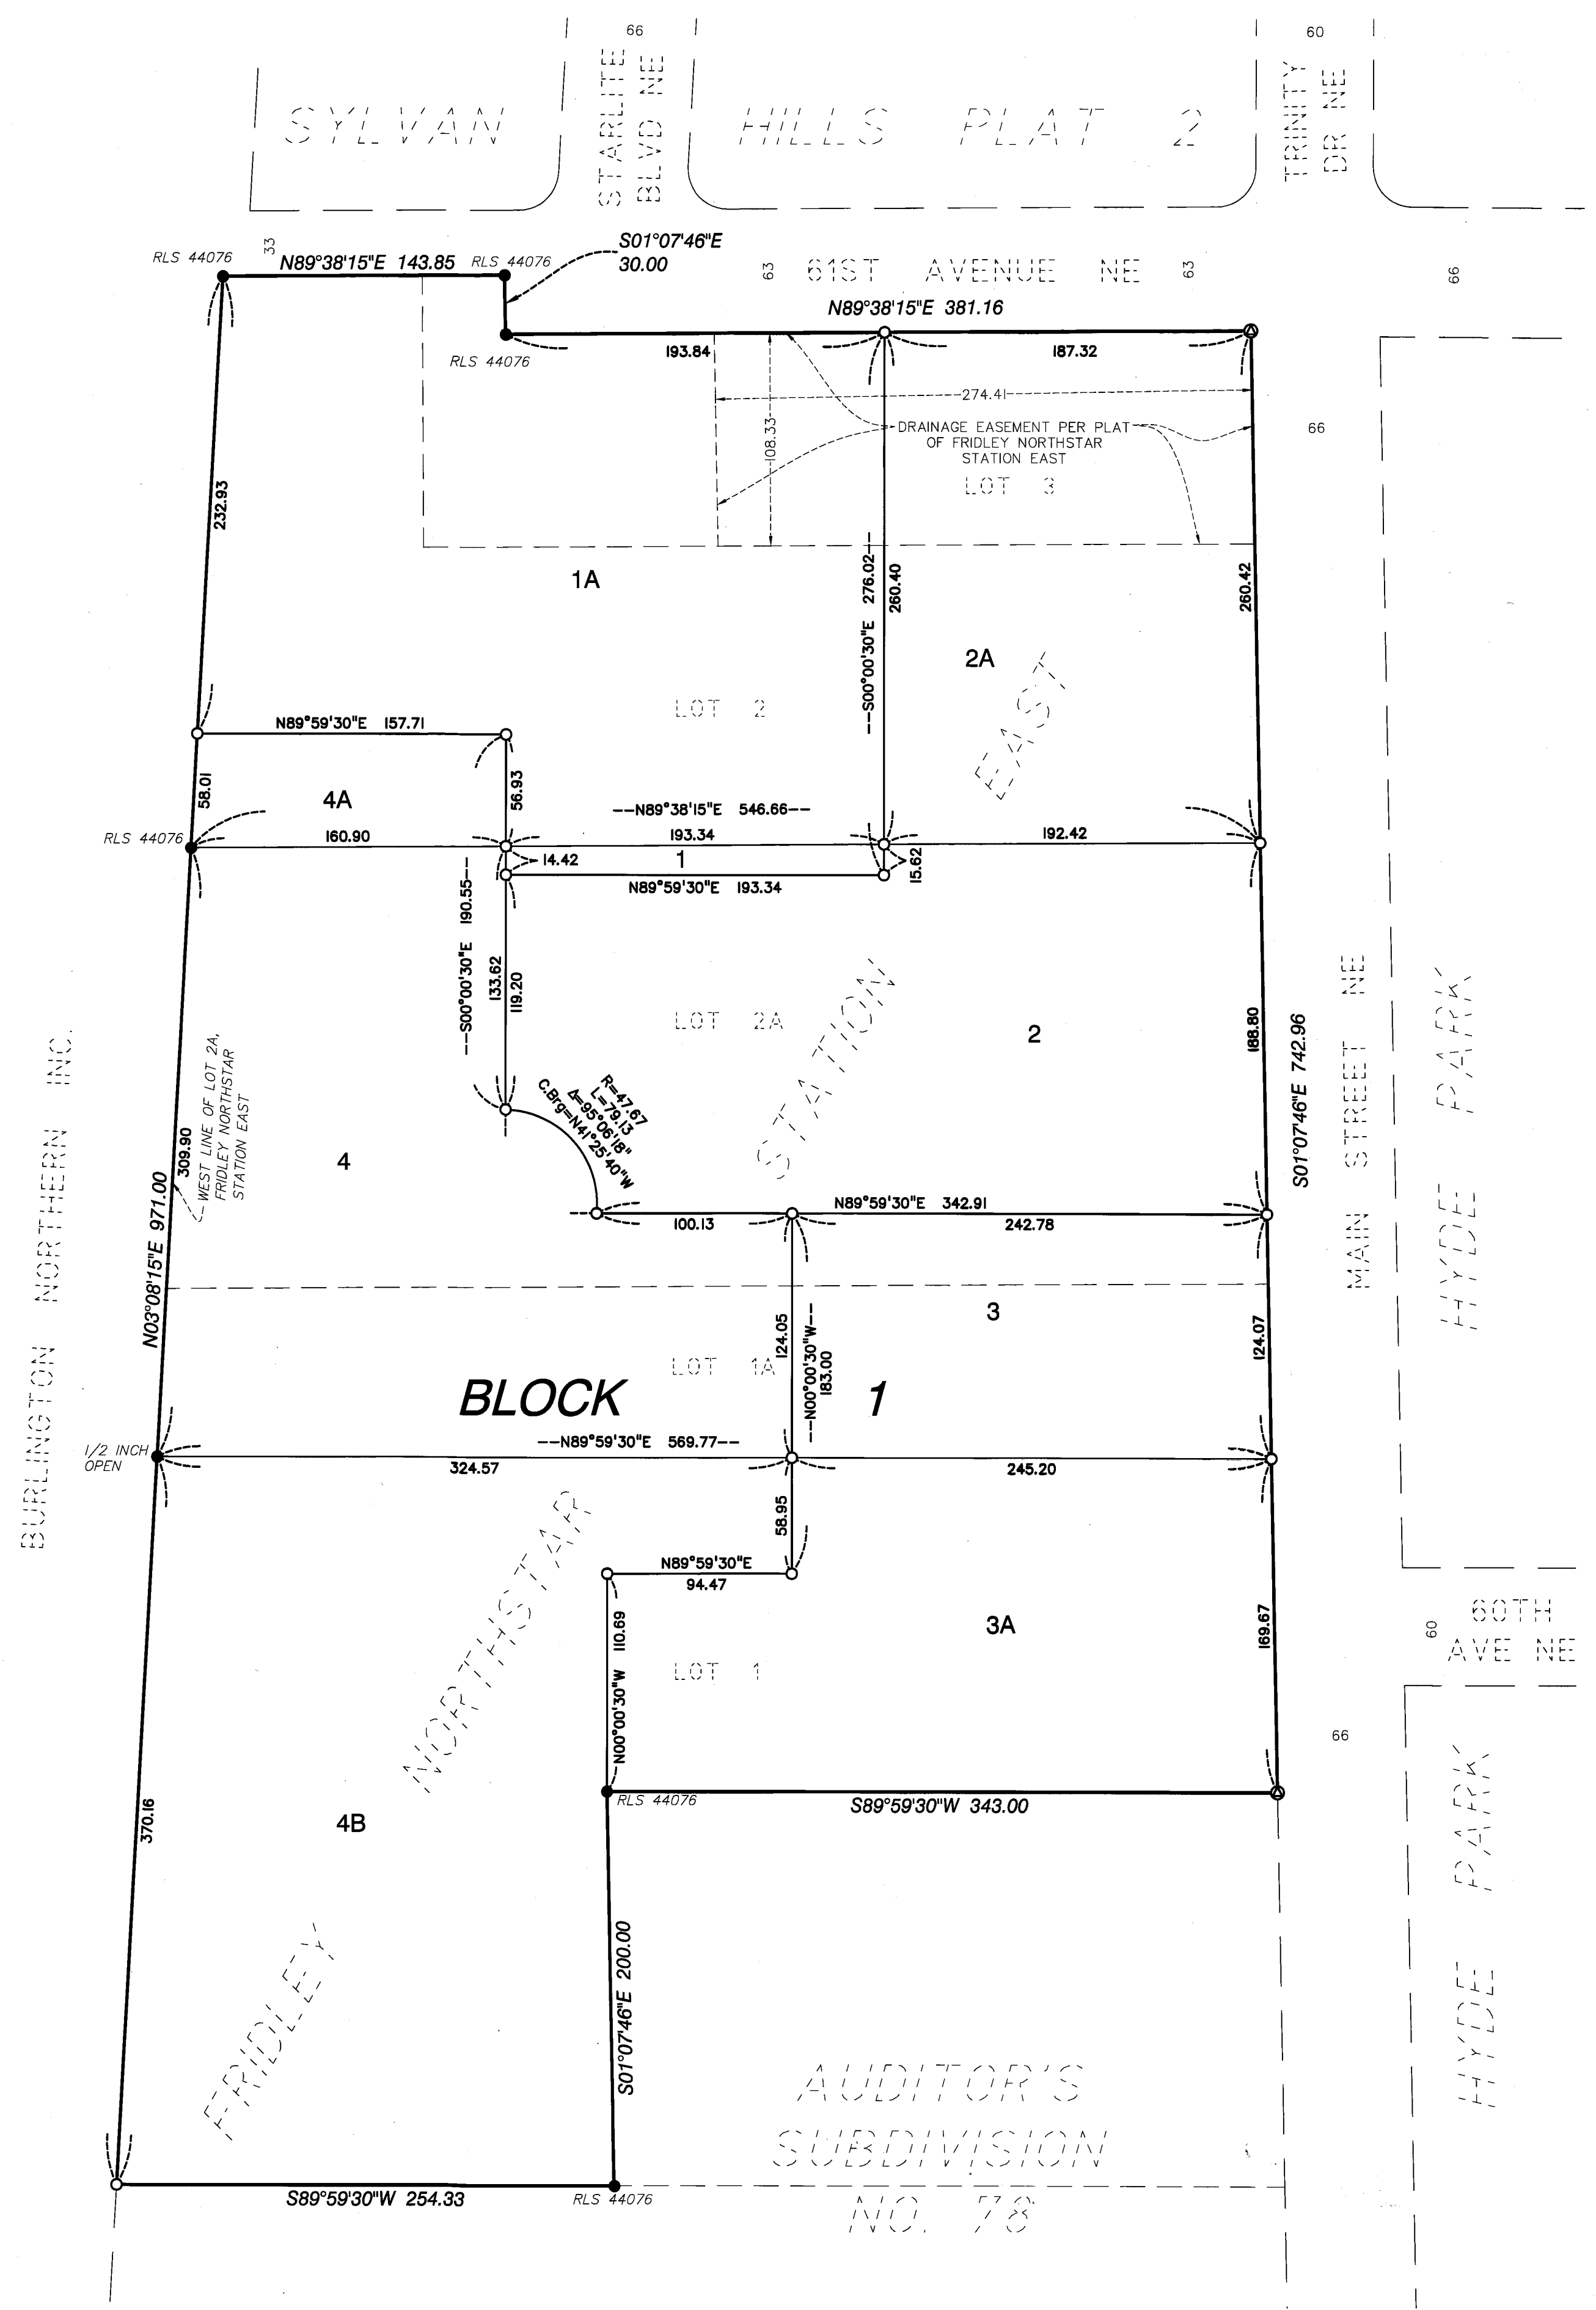 66
60
STARLITE
BLVD NE
TRINITY
DR NE
SYLVAN HILLS PLAT 2
33
RLS 44076
N89°38'15"E 143.85
RLS 44076
S01°07'46"E
30.00
63
61ST AVENUE NE
63
66
N89°38'15"E 381.16
RLS 44076
193.84
187.32
274.41
108.33
DRAINAGE EASEMENT PER PLAT
OF FRIDLEY NORTHSTAR
STATION EAST
LOT 3
66
232.93
1A
--S00°00'30"E 276.02--
260.40
260.42
2A
LOT 2
EAST
N89°59'30"E 157.71
58.01
4A
56.93
--N89°38'15"E 546.66--
RLS 44076
160.90
193.34
192.42
14.42
1
15.62
N89°59'30"E 193.34
--S00°00'30"E 190.55--
133.62
119.20
LOT 2A
STATION
2
188.80
S01°07'46"E 742.96
MAIN STREET NE
HYDE PARK
BURLINGTON NORTHERN INC.
WEST LINE OF LOT 2A,
FRIDLEY NORTHSTAR
STATION EAST
R=47.67
L=79.13
Δ=95°06'18"
C.Brg=N41°25'40"W
4
309.90
N03°08'15"E 971.00
N89°59'30"E 342.91
100.13
242.78
3
124.05
--N00°00'30"W--
183.00
124.07
LOT 1A
BLOCK 1
1/2 INCH
OPEN
--N89°59'30"E 569.77--
324.57
245.20
58.95
N89°59'30"E
94.47
NORTHSTAR
N00°00'30"W 110.69
3A
169.67
60
60TH
AVE NE
LOT 1
66
RLS 44076
S89°59'30"W 343.00
370.16
4B
HYDE PARK
FRIDLEY
S01°07'46"E 200.00
HYDE PARK
AUDITOR'S
SUBDIVISION
NO. 78
S89°59'30"W 254.33
RLS 44076